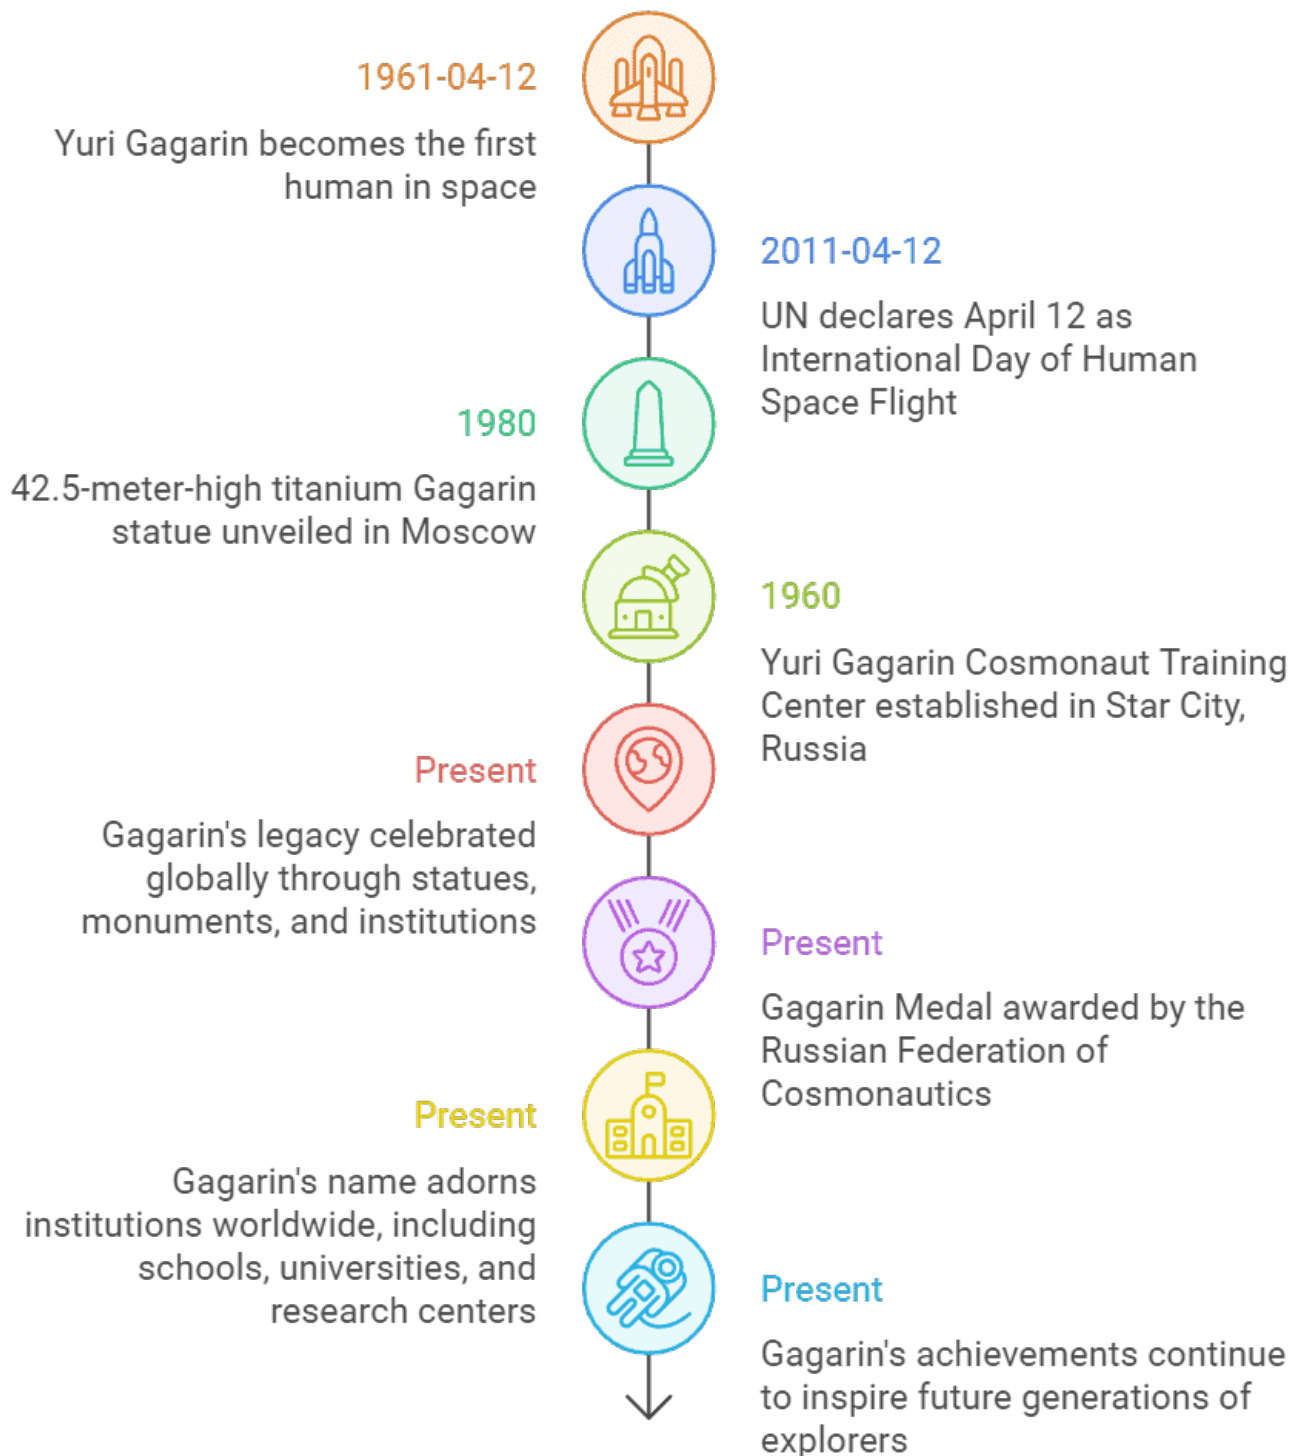 1961-04-12
Yuri Gagarin becomes the first
human in space
2011-04-12
UN declares April 12 as
International Day of Human
Space Flight
1980
42.5-meter-high titanium Gagarin
statue unveiled in Moscow
1960
Yuri Gagarin Cosmonaut Training
Center established in Star City,
Russia
Present
Gagarin's legacy celebrated
globally through statues,
monuments, and institutions
Present
Gagarin Medal awarded by the
Russian Federation of
Cosmonautics
Present
Gagarin's name adorns
institutions worldwide, including
schools, universities, and
research centers
Present
Gagarin's achievements continue
to inspire future generations of
explorers